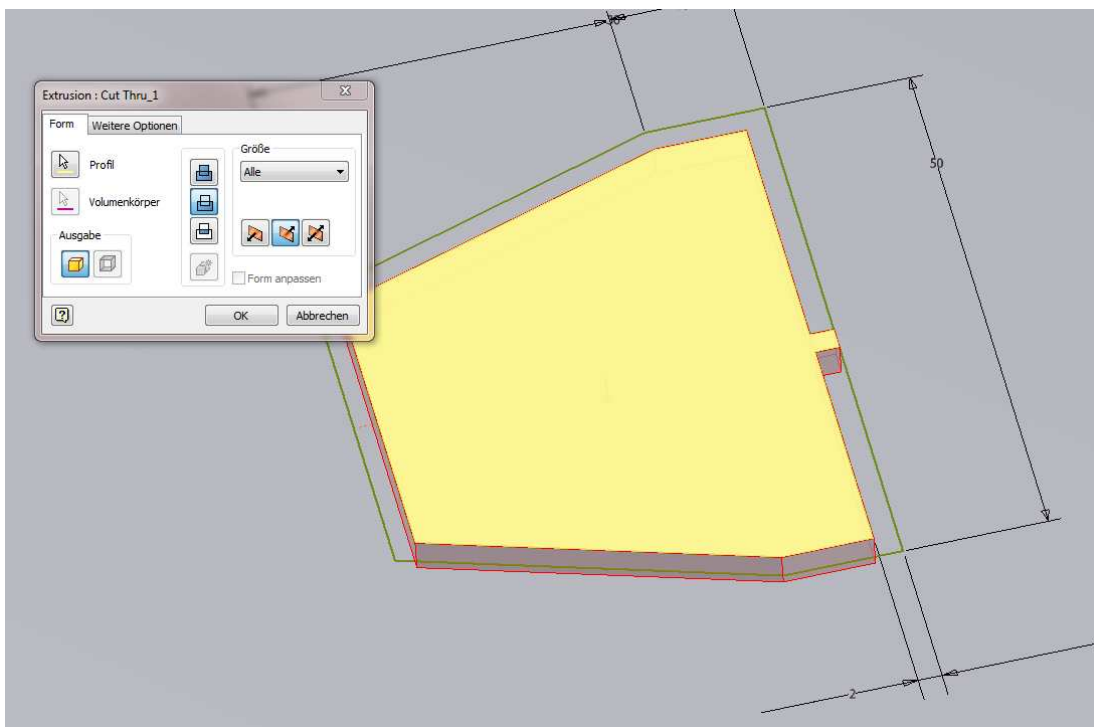 Extrusion : Cut Thru_1
Form
Weitere Optionen
Profil
Volumenkörper
Ausgabe
Größe
Alle
Form anpassen
OK
Abbrechen
50
2